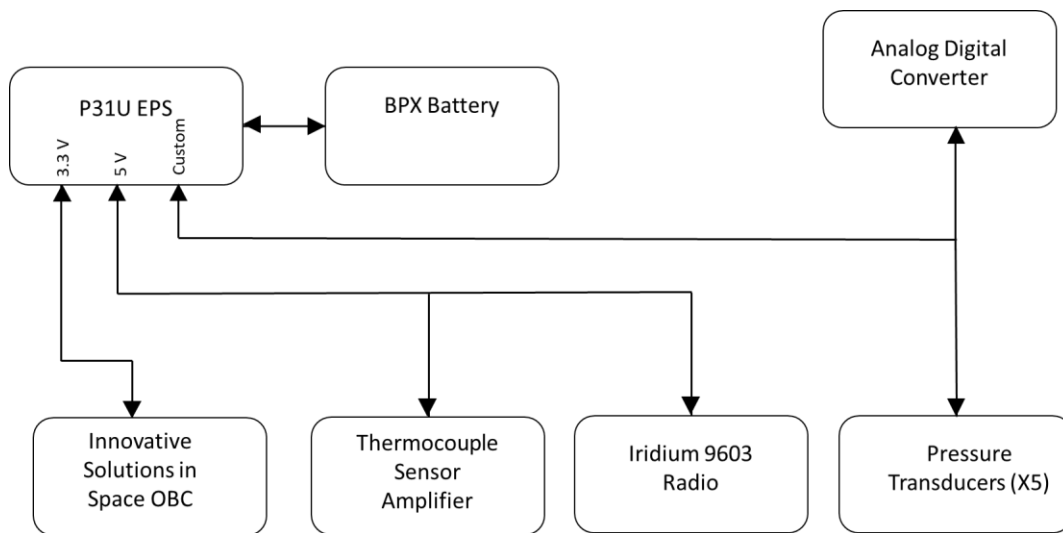 P31U EPS
3.3 V
5 V
Custom
BPX Battery
Analog Digital
Converter
Innovative
Solutions in
Space OBC
Thermocouple
Sensor
Amplifier
Iridium 9603
Radio
Pressure
Transducers (X5)